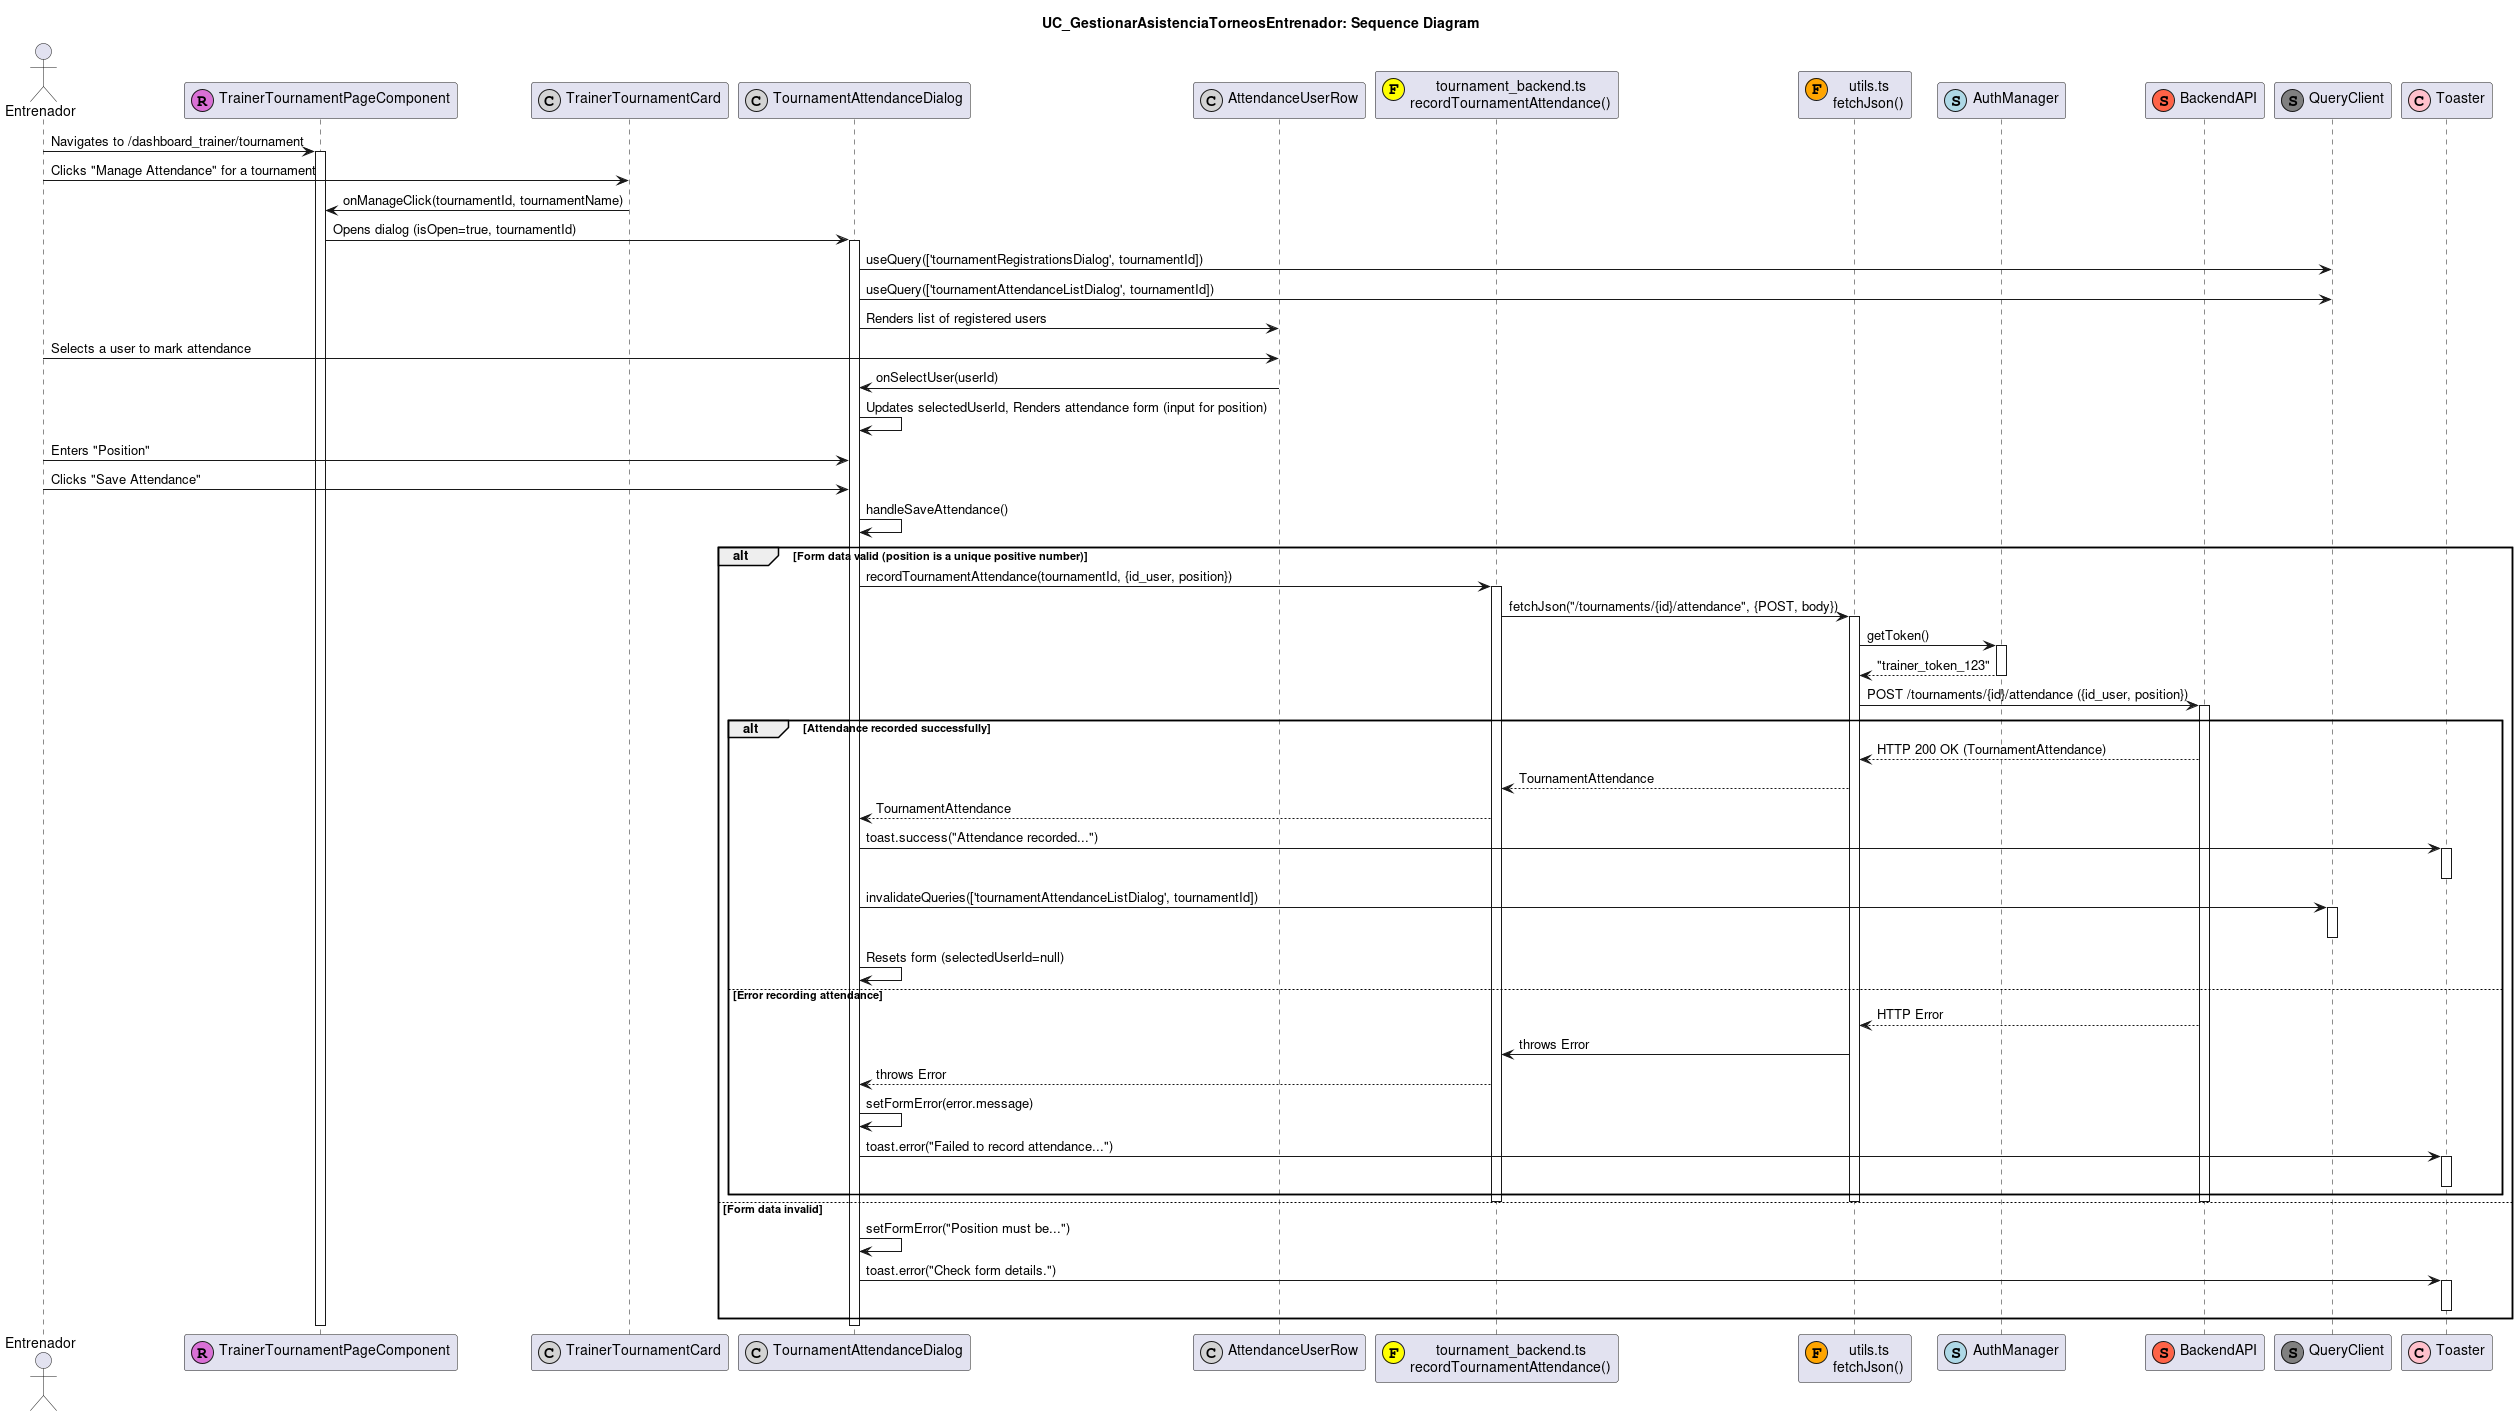 UC_GestionarAsistenciaTorneosEntrenador: Sequence Diagram
Entrenador
R TrainerTournamentPageComponent
C TrainerTournamentCard
C TournamentAttendanceDialog
C AttendanceUserRow
F tournament_backend.ts
recordTournamentAttendance()
F utils.ts
fetchJson()
S AuthManager
S BackendAPI
S QueryClient
C Toaster
Navigates to /dashboard_trainer/tournament
Clicks "Manage Attendance" for a tournament
onManageClick(tournamentId, tournamentName)
Opens dialog (isOpen=true, tournamentId)
useQuery(['tournamentRegistrationsDialog', tournamentId])
useQuery(['tournamentAttendanceListDialog', tournamentId])
Renders list of registered users
Selects a user to mark attendance
onSelectUser(userId)
Updates selectedUserId, Renders attendance form (input for position)
Enters "Position"
Clicks "Save Attendance"
handleSaveAttendance()
alt [Form data valid (position is a unique positive number)]
recordTournamentAttendance(tournamentId, {id_user, position})
fetchJson("/tournaments/{id}/attendance", {POST, body})
getToken()
"trainer_token_123"
POST /tournaments/{id}/attendance ({id_user, position})
alt [Attendance recorded successfully]
HTTP 200 OK (TournamentAttendance)
TournamentAttendance
TournamentAttendance
toast.success("Attendance recorded...")
invalidateQueries(['tournamentAttendanceListDialog', tournamentId])
Resets form (selectedUserId=null)
[Error recording attendance]
HTTP Error
throws Error
throws Error
setFormError(error.message)
toast.error("Failed to record attendance...")
[Form data invalid]
setFormError("Position must be...")
toast.error("Check form details.")
Entrenador
R TrainerTournamentPageComponent
C TrainerTournamentCard
C TournamentAttendanceDialog
C AttendanceUserRow
F tournament_backend.ts
recordTournamentAttendance()
F utils.ts
fetchJson()
S AuthManager
S BackendAPI
S QueryClient
C Toaster